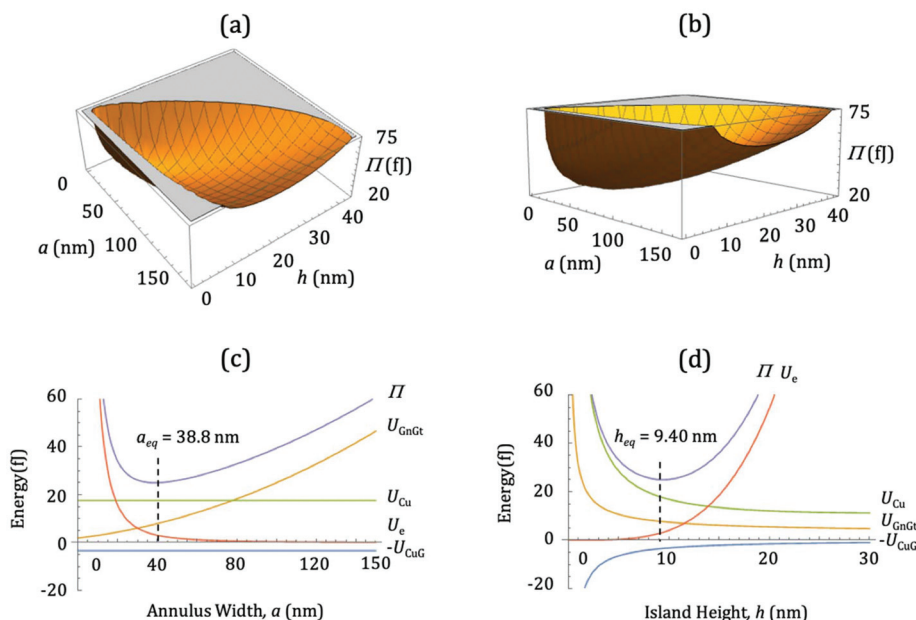 (a)
75
Π (fJ)
20
0
50
100
150
a (nm)
40
30
20
10
0
h (nm)
(b)
75
Π (fJ)
20
0
50
100
150
a (nm)
40
30
20
10
0
h (nm)
(c)
60
40
20
0
-20
Energy(fJ)
a_eq = 38.8 nm
Π
U_GnGt
U_Cu
U_e
-U_CuG
0 40 80 120 150
Annulus Width, a (nm)
(d)
Π U_e
60
40
20
0
-20
Energy(fJ)
h_eq = 9.40 nm
U_Cu
U_GnGt
-U_CuG
0 10 20 30
Island Height, h (nm)